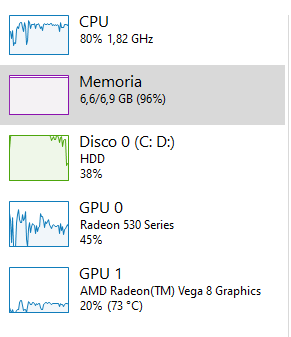 CPU
80% 1,82 GHz
Memoria
6,6/6,9 GB (96%)
Disco 0 (C: D:)
HDD
38%
GPU 0
Radeon 530 Series
45%
GPU 1
AMD Radeon(TM) Vega 8 Graphics
20% (73 °C)